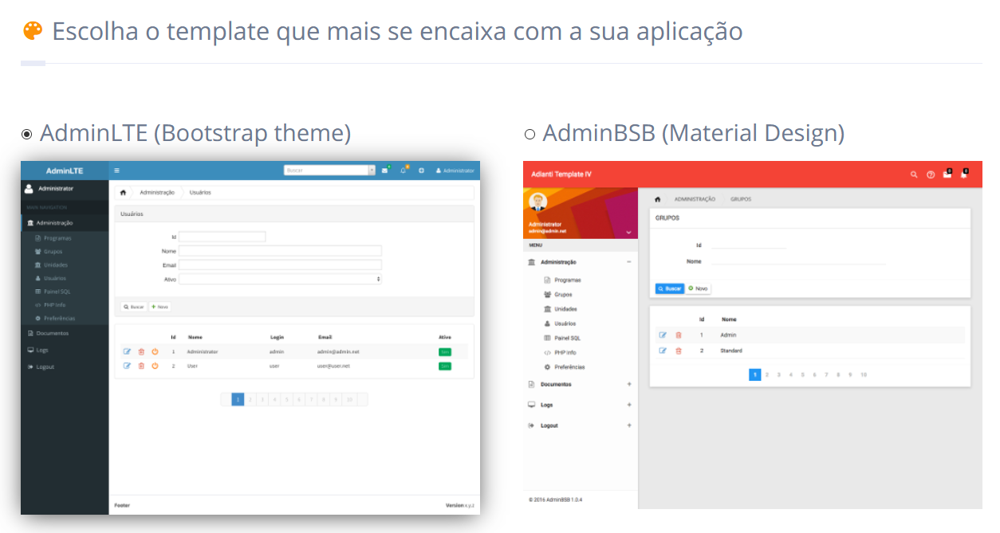 Escolha o template que mais se encaixa com a sua aplicação
AdminLTE (Bootstrap theme)
AdminLTE
Buscar
Administrator
Administrator
MAIN NAVIGATION
Administração
Programas
Grupos
Unidades
Usuários
Painel SQL
PHP Info
Preferências
Documentos
Logs
Logout
Administração
Usuários
Usuários
Id
Nome
Email
Ativo
Buscar
Novo
Id Nome Login Email Ativo
1 Administrator admin admin@admin.net Sim
2 User user user@user.net Sim
1 2 3 4 5 6 7 8 9 10
Footer
Version x.y.z
AdminBSB (Material Design)
Adianti Template IV
Administrator
admin@admin.net
MENU
Administração
Programas
Grupos
Unidades
Usuários
Painel SQL
PHP Info
Preferências
Documentos
Logs
Logout
© 2016 AdminBSB 1.0.4
ADMINISTRAÇÃO
GRUPOS
GRUPOS
Id
Nome
Buscar
Novo
Id Nome
1 Admin
2 Standard
1 2 3 4 5 6 7 8 9 10